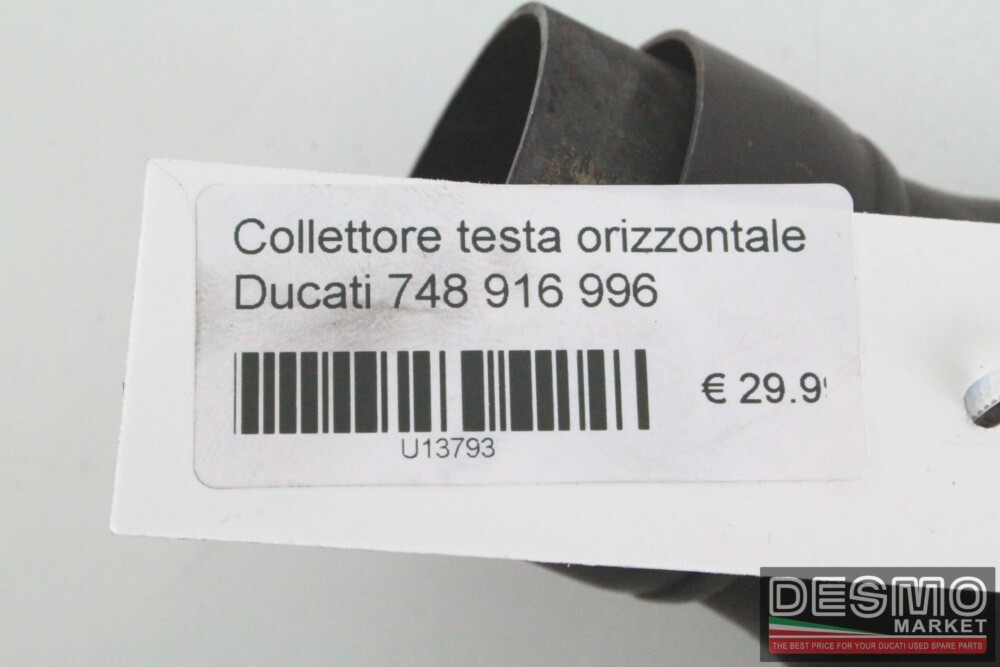 Collettore testa orizzontale
Ducati 748 916 996
€ 29.9
U13793
DESMO
MARKET
THE BEST PRICE FOR YOUR DUCATI USED SPARE PARTS